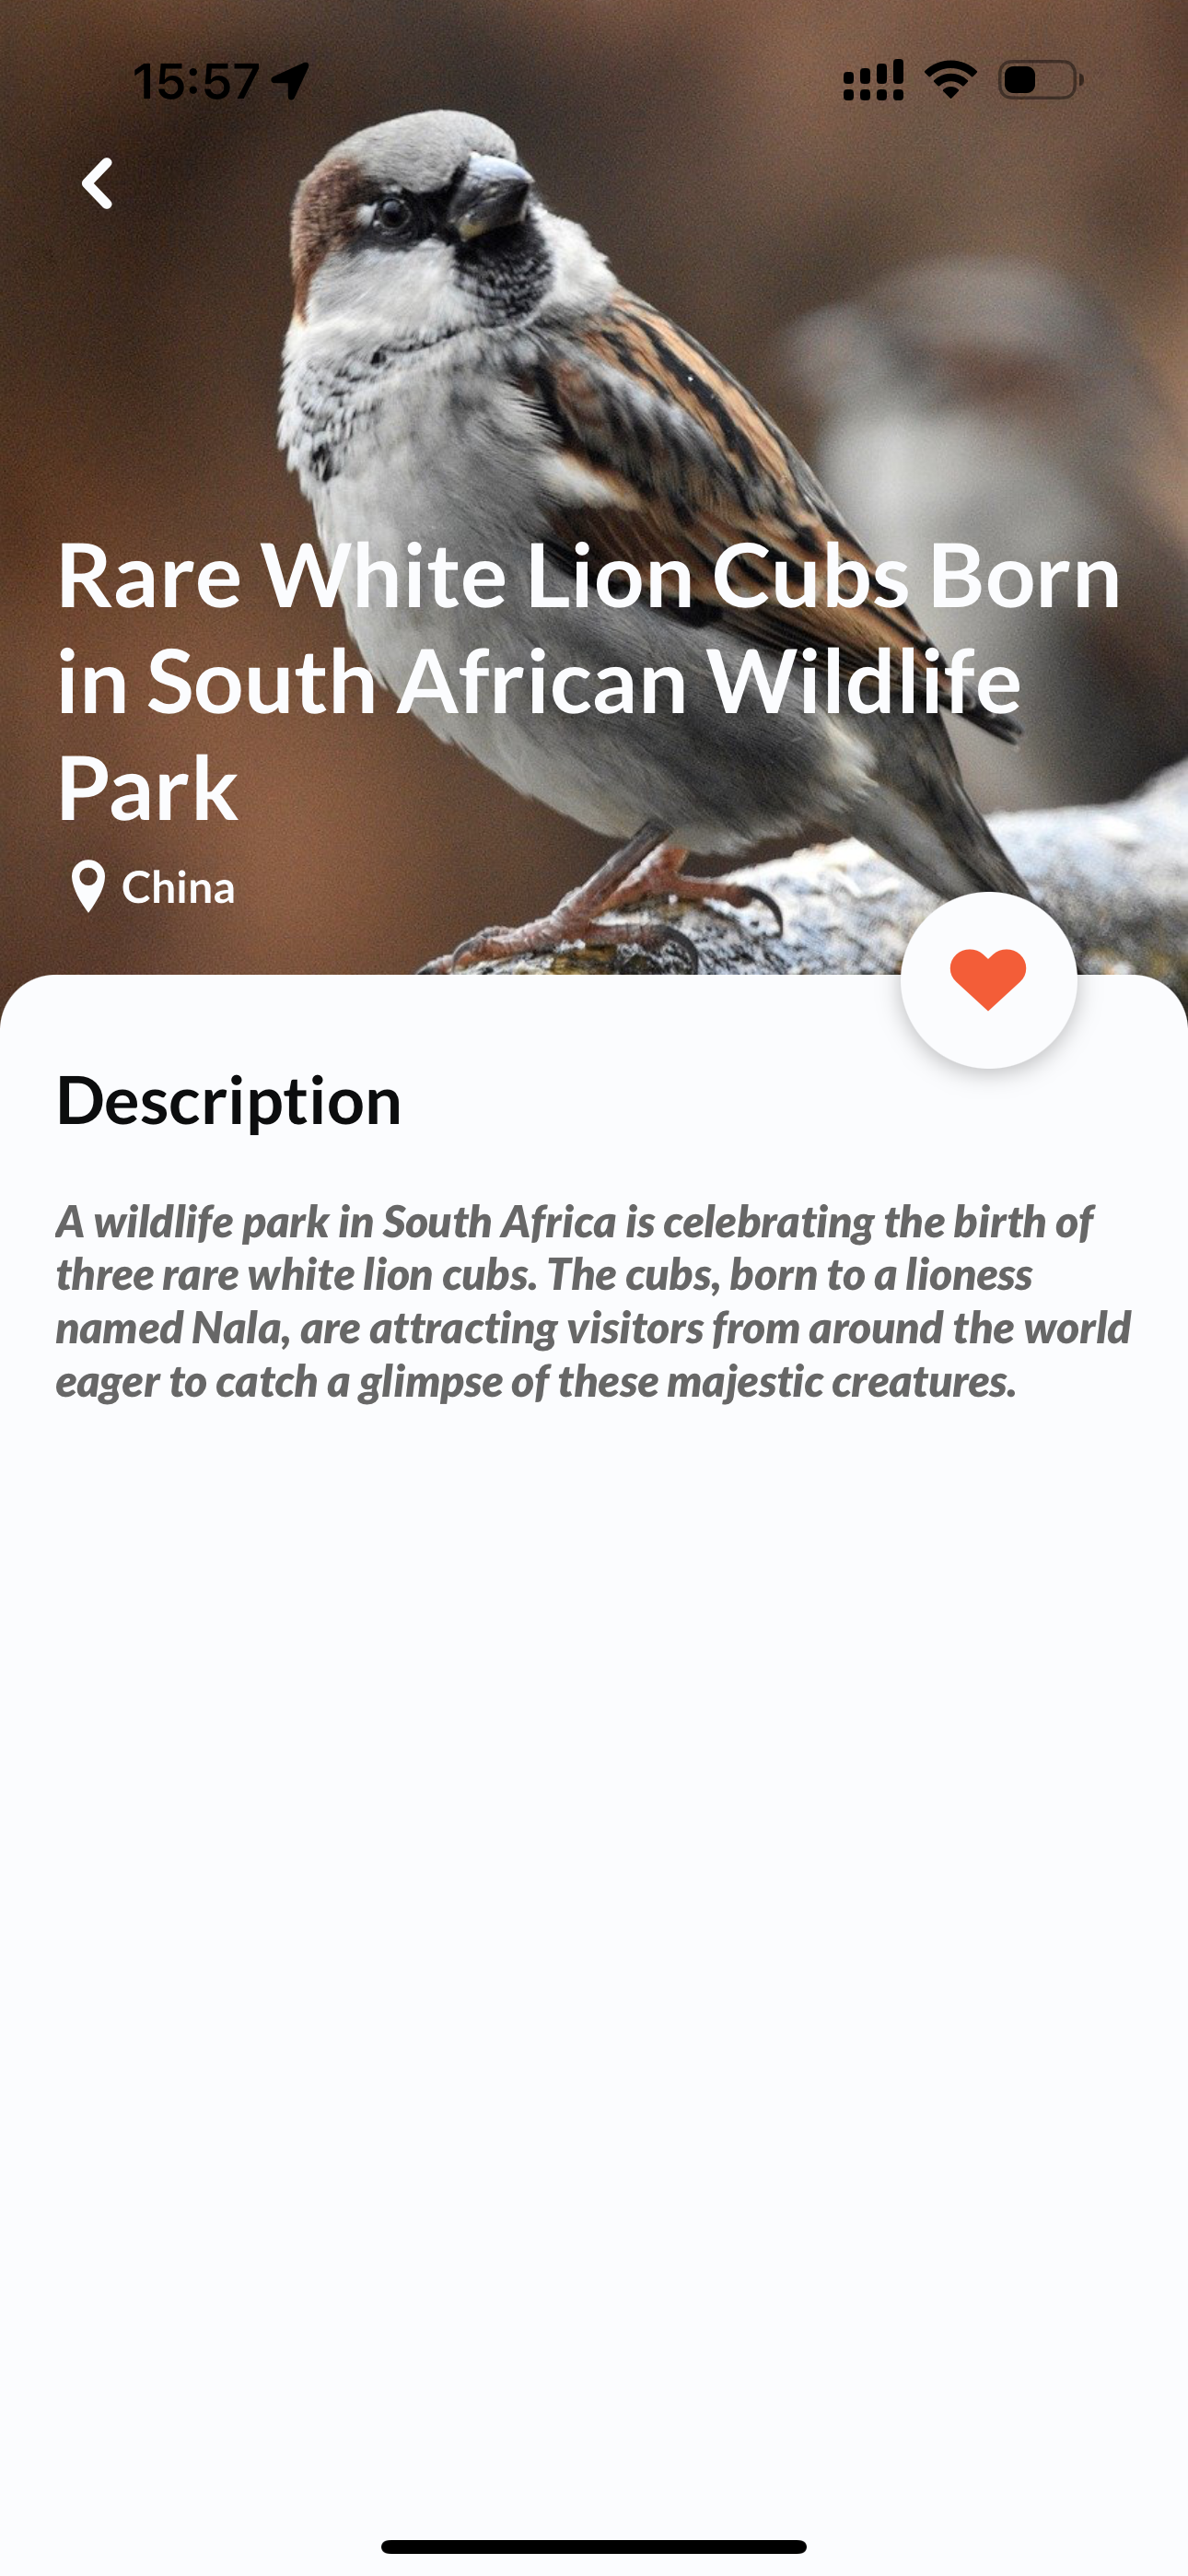 15:57
Rare White Lion Cubs Born
in South African Wildlife
Park
China
Description
A wildlife park in South Africa is celebrating the birth of
three rare white lion cubs. The cubs, born to a lioness
named Nala, are attracting visitors from around the world
eager to catch a glimpse of these majestic creatures.